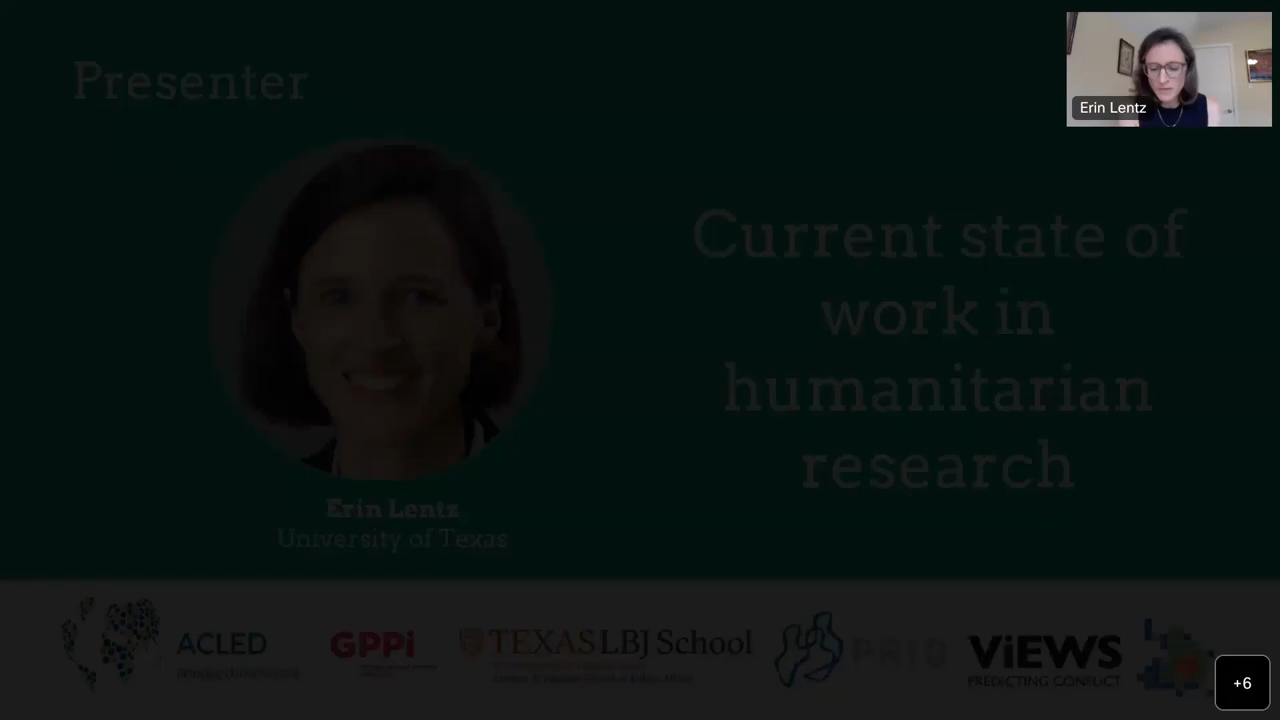 Presenter
Erin Lentz
Current state of
work in
humanitarian
research
Erin Lentz
University of Texas
ACLED
GPPi
TEXAS LBJ School
PRIO
ViEWS
PREDICTING CONFLICT
+6